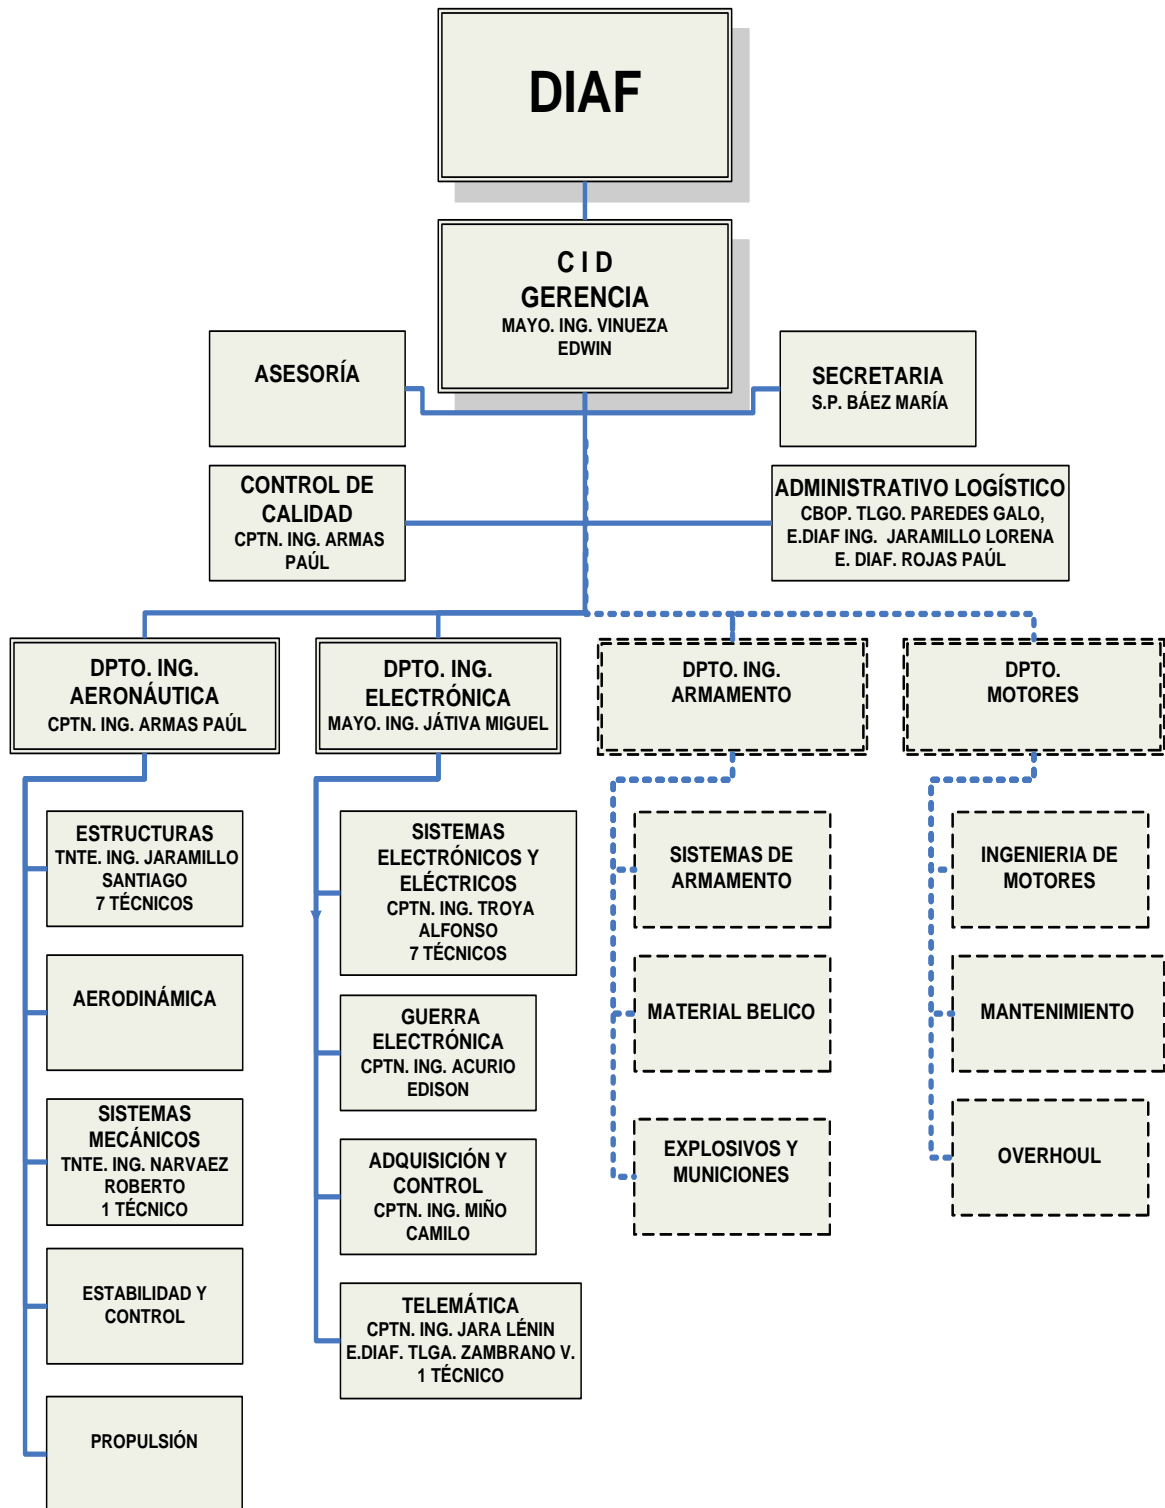 DIAF
C I D
GERENCIA
MAYO. ING. VINUEZA
EDWIN
ASESORÍA
SECRETARIA
S.P. BÁEZ MARÍA
CONTROL DE
CALIDAD
CPTN. ING. ARMAS
PAÚL
ADMINISTRATIVO LOGÍSTICO
CBOP. TLGO. PAREDES GALO,
E.DIAF ING. JARAMILLO LORENA
E. DIAF. ROJAS PAÚL
DPTO. ING.
AERONÁUTICA
CPTN. ING. ARMAS PAÚL
DPTO. ING.
ELECTRÓNICA
MAYO. ING. JÁTIVA MIGUEL
DPTO. ING.
ARMAMENTO
DPTO.
MOTORES
ESTRUCTURAS
TNTE. ING. JARAMILLO
SANTIAGO
7 TÉCNICOS
AERODINÁMICA
SISTEMAS
MECÁNICOS
TNTE. ING. NARVAEZ
ROBERTO
1 TÉCNICO
ESTABILIDAD Y
CONTROL
PROPULSIÓN
SISTEMAS
ELECTRÓNICOS Y
ELÉCTRICOS
CPTN. ING. TROYA
ALFONSO
7 TÉCNICOS
GUERRA
ELECTRÓNICA
CPTN. ING. ACURIO
EDISON
ADQUISICIÓN Y
CONTROL
CPTN. ING. MIÑO
CAMILO
TELEMÁTICA
CPTN. ING. JARA LÉNIN
E.DIAF. TLGA. ZAMBRANO V.
1 TÉCNICO
SISTEMAS DE
ARMAMENTO
MATERIAL BELICO
EXPLOSIVOS Y
MUNICIONES
INGENIERIA DE
MOTORES
MANTENIMIENTO
OVERHOUL